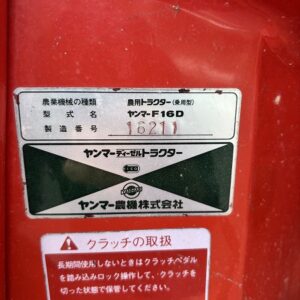 農業機械の種類 農用トラクター(乗用型)
型式名 ヤンマーF16D
製造番号 16211
ヤンマーディーゼルトラクター
ヤンマー農機株式会社
クラッチの取扱
長期間使用しないときはクラッチペダル
を踏み込みロック操作して、クラッチを
切った状態で保管してください。